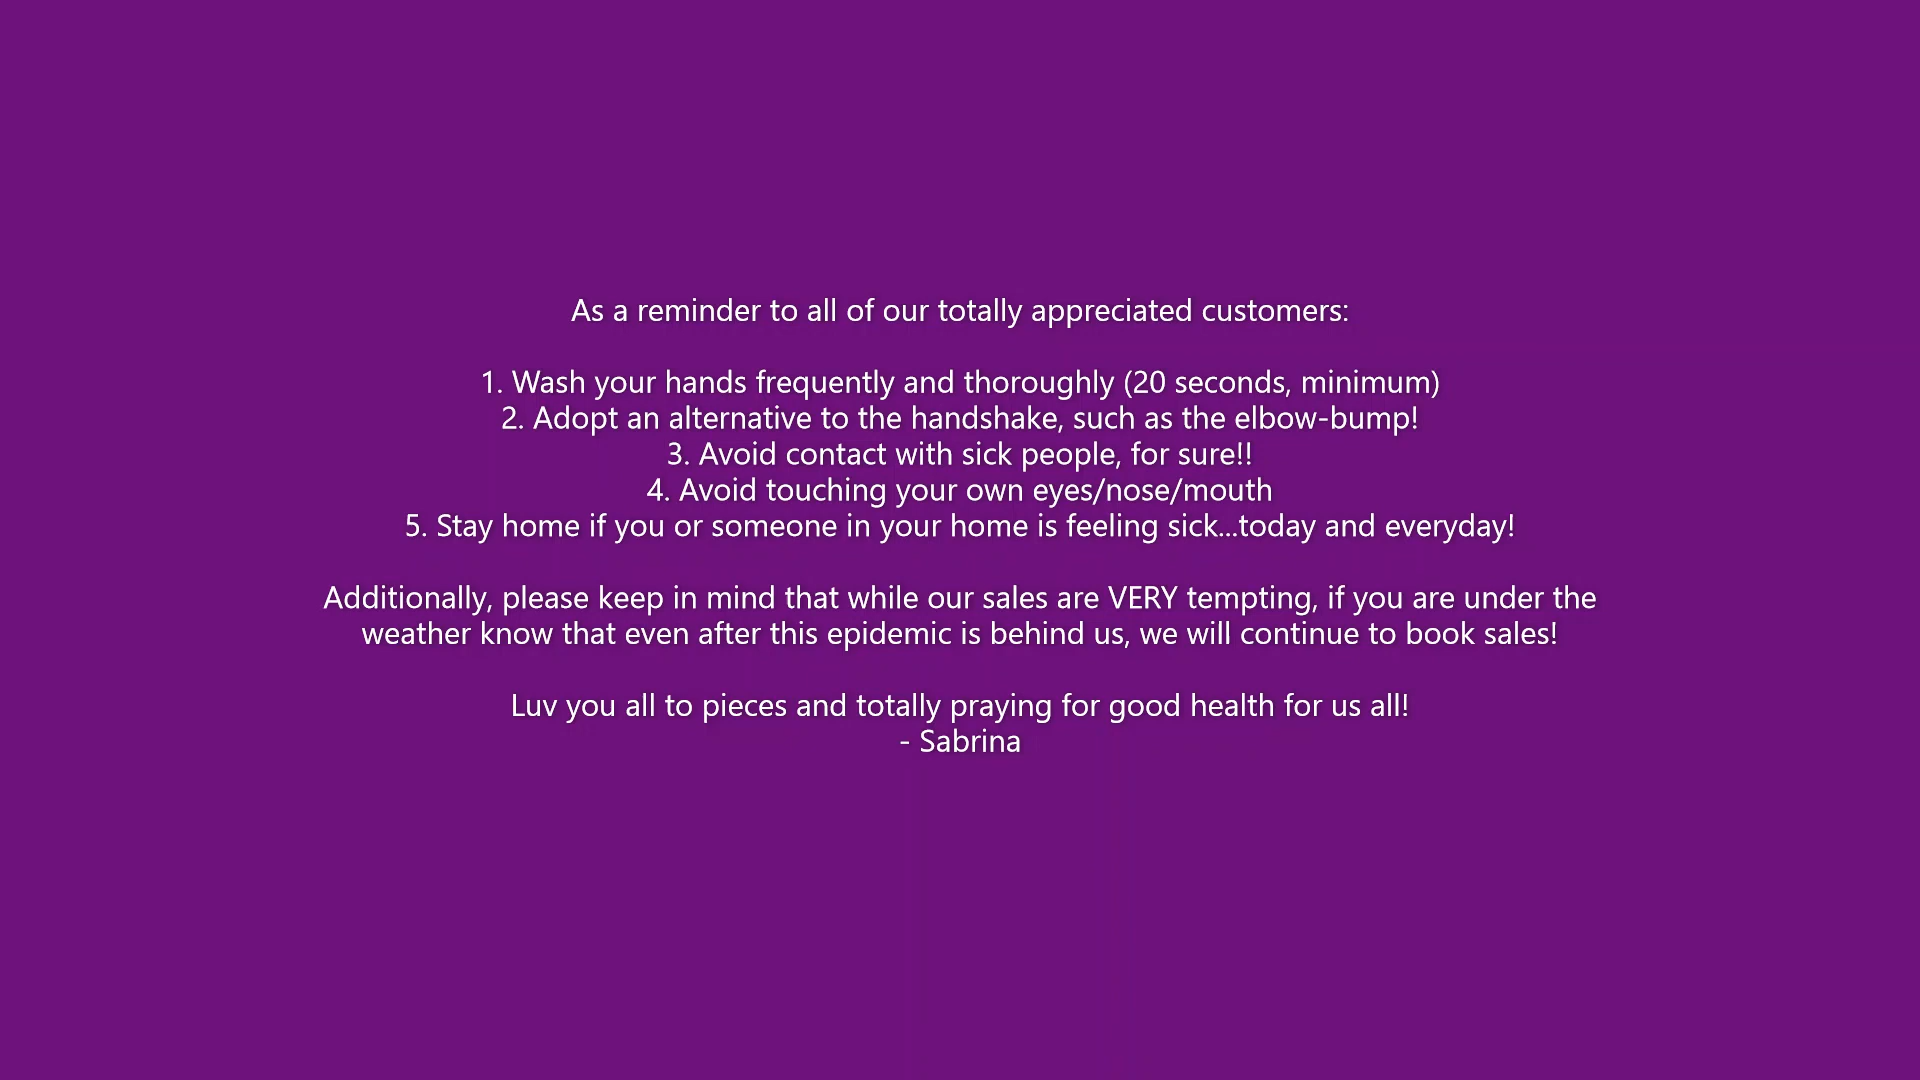 As a reminder to all of our totally appreciated customers:
1. Wash your hands frequently and thoroughly (20 seconds, minimum)
2. Adopt an alternative to the handshake, such as the elbow-bump!
3. Avoid contact with sick people, for sure!!
4. Avoid touching your own eyes/nose/mouth
5. Stay home if you or someone in your home is feeling sick...today and everyday!
Additionally, please keep in mind that while our sales are VERY tempting, if you are under the
weather know that even after this epidemic is behind us, we will continue to book sales!
Luv you all to pieces and totally praying for good health for us all!
- Sabrina